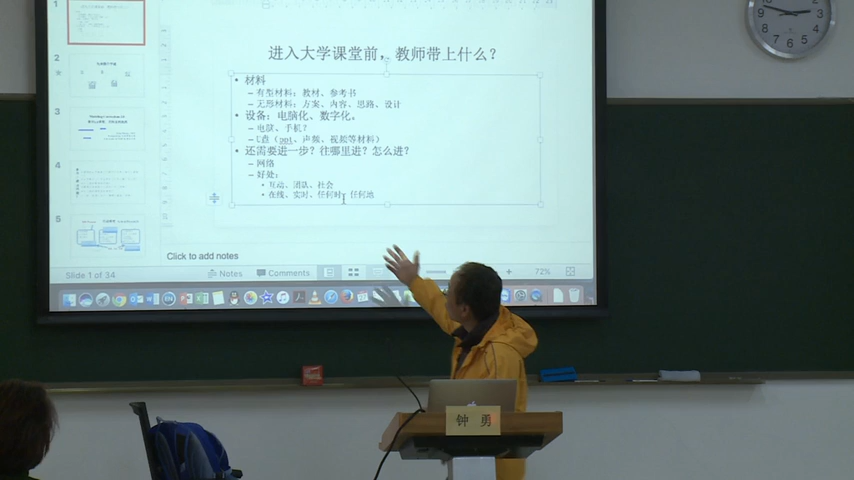 进入大学课堂前，教师带上什么？
• 材料
– 有型材料：教材、参考书
– 无形材料：方案、内容、思路、设计
• 设备：电脑化、数字化。
– 电脑、手机？
– U盘（ppt、声频、视频等材料）
• 还需要进一步？往哪里进？怎么进？
– 网络
– 好处：
• 互动、团队、社会
• 在线、实时、任何时、任何地
Click to add notes
Slide 1 of 34
Notes
Comments
72%
1
2
3
4
5
钟 勇